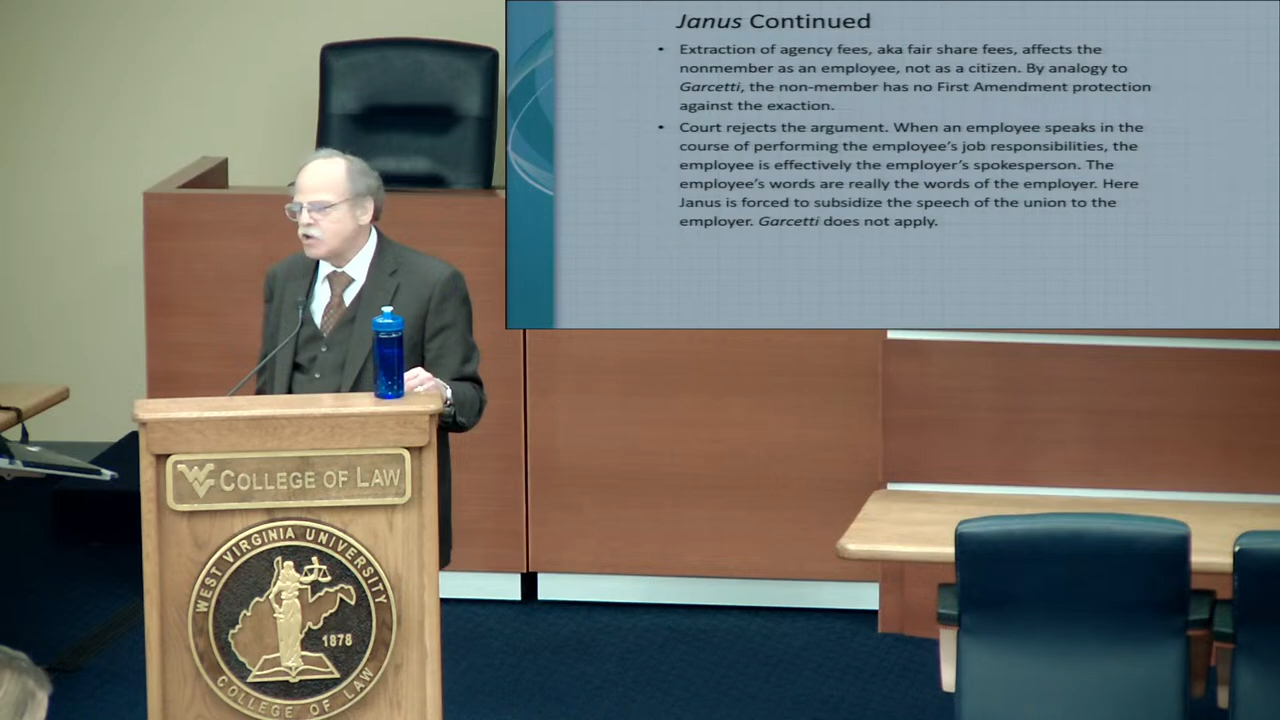 Janus Continued
• Extraction of agency fees, aka fair share fees, affects the
nonmember as an employee, not as a citizen. By analogy to
Garcetti, the non-member has no First Amendment protection
against the exaction.
• Court rejects the argument. When an employee speaks in the
course of performing the employee's job responsibilities, the
employee is effectively the employer's spokesperson. The
employee's words are really the words of the employer. Here
Janus is forced to subsidize the speech of the union to the
employer. Garcetti does not apply.
WV COLLEGE OF LAW
WEST VIRGINIA UNIVERSITY
1878
COLLEGE OF LAW